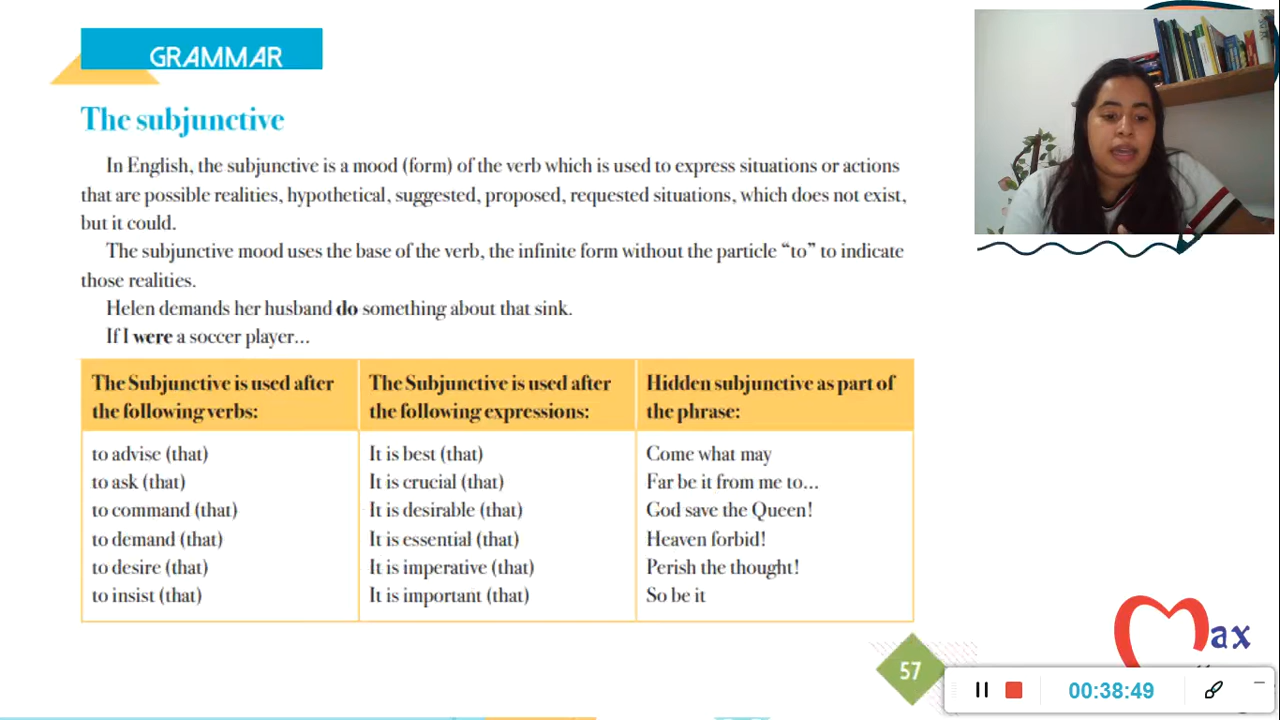 GRAMMAR
The subjunctive
In English, the subjunctive is a mood (form) of the verb which is used to express situations or actions
that are possible realities, hypothetical, suggested, proposed, requested situations, which does not exist,
but it could.
The subjunctive mood uses the base of the verb, the infinite form without the particle “to” to indicate
those realities.
Helen demands her husband do something about that sink.
If I were a soccer player...
The Subjunctive is used after
the following verbs:
to advise (that)
to ask (that)
to command (that)
to demand (that)
to desire (that)
to insist (that)
The Subjunctive is used after
the following expressions:
It is best (that)
It is crucial (that)
It is desirable (that)
It is essential (that)
It is imperative (that)
It is important (that)
Hidden subjunctive as part of
the phrase:
Come what may
Far be it from me to...
God save the Queen!
Heaven forbid!
Perish the thought!
So be it
57
Max
00:38:49